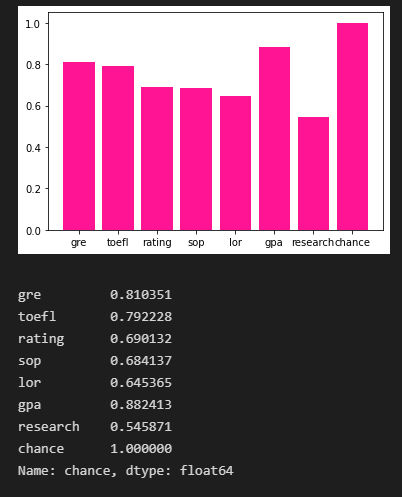 1.0
0.8
0.6
0.4
0.2
0.0
gre toefl rating sop lor gpa research chance
gre 0.810351
toefl 0.792228
rating 0.690132
sop 0.684137
lor 0.645365
gpa 0.882413
research 0.545871
chance 1.000000
Name: chance, dtype: float64